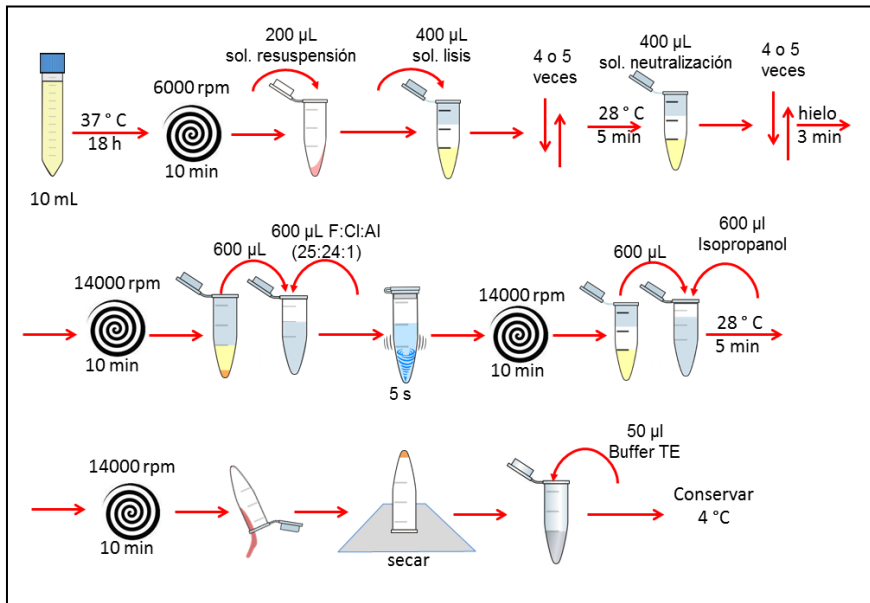 200 µL
sol. resuspensión
400 µL
sol. lisis
4 o 5
veces
400 µL
sol. neutralización
4 o 5
veces
6000 rpm
37 ° C
18 h
10 min
28 ° C
5 min
hielo
3 min
10 mL
14000 rpm
10 min
600 µL
600 µL F:Cl:Al
(25:24:1)
5 s
14000 rpm
10 min
600 µL
600 µl
Isopropanol
28 ° C
5 min
14000 rpm
10 min
secar
50 µl
Buffer TE
Conservar
4 °C